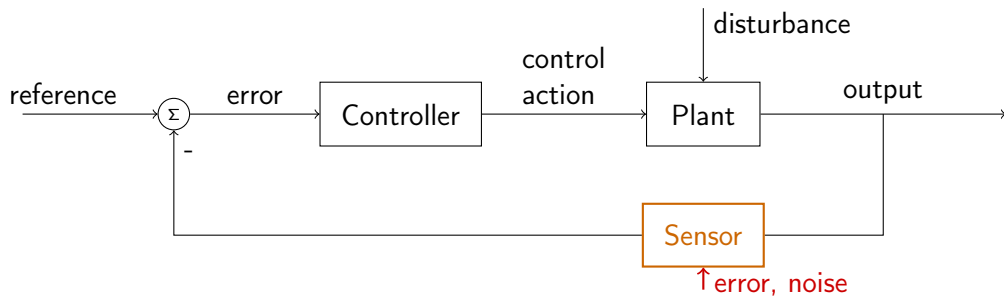 disturbance
control
action
reference
error
output
Σ
Controller
Plant
-
Sensor
error, noise